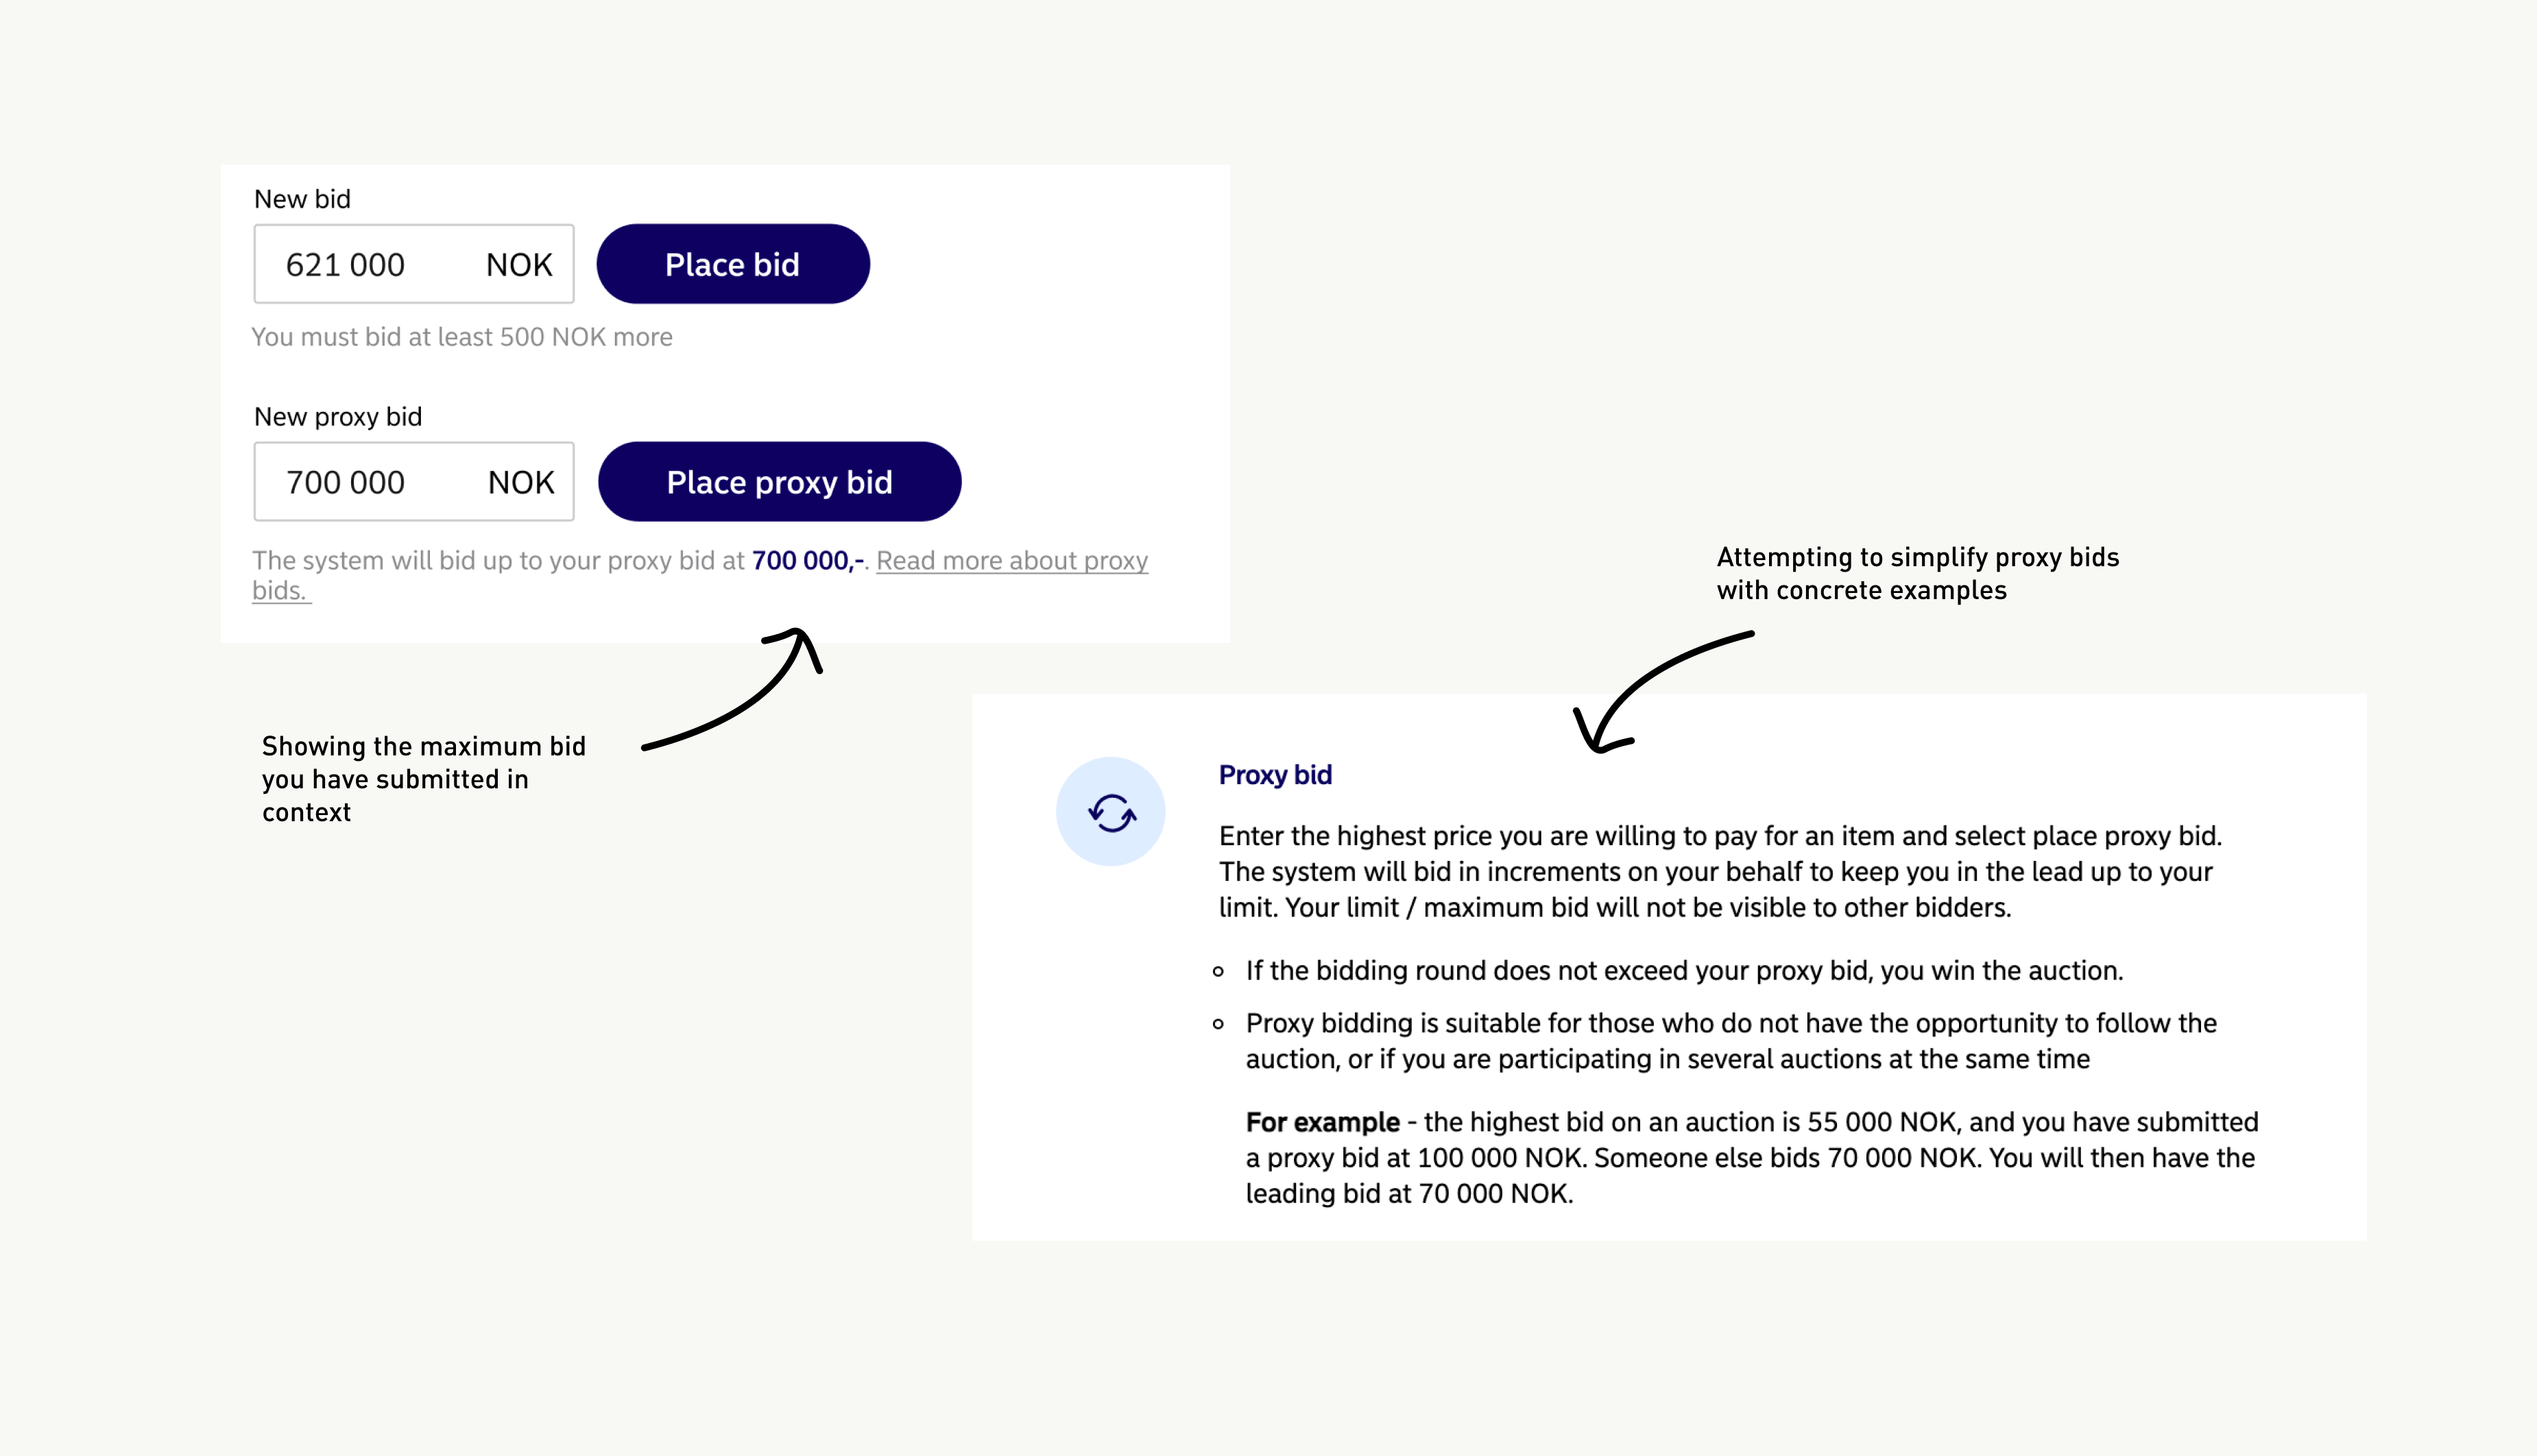 New bid
621 000 NOK
Place bid
You must bid at least 500 NOK more
New proxy bid
700 000 NOK
Place proxy bid
The system will bid up to your proxy bid at 700 000,-. Read more about proxy
bids.
Showing the maximum bid
you have submitted in
context
Attempting to simplify proxy bids
with concrete examples
Proxy bid
Enter the highest price you are willing to pay for an item and select place proxy bid.
The system will bid in increments on your behalf to keep you in the lead up to your
limit. Your limit / maximum bid will not be visible to other bidders.
If the bidding round does not exceed your proxy bid, you win the auction.
Proxy bidding is suitable for those who do not have the opportunity to follow the
auction, or if you are participating in several auctions at the same time
For example - the highest bid on an auction is 55 000 NOK, and you have submitted
a proxy bid at 100 000 NOK. Someone else bids 70 000 NOK. You will then have the
leading bid at 70 000 NOK.